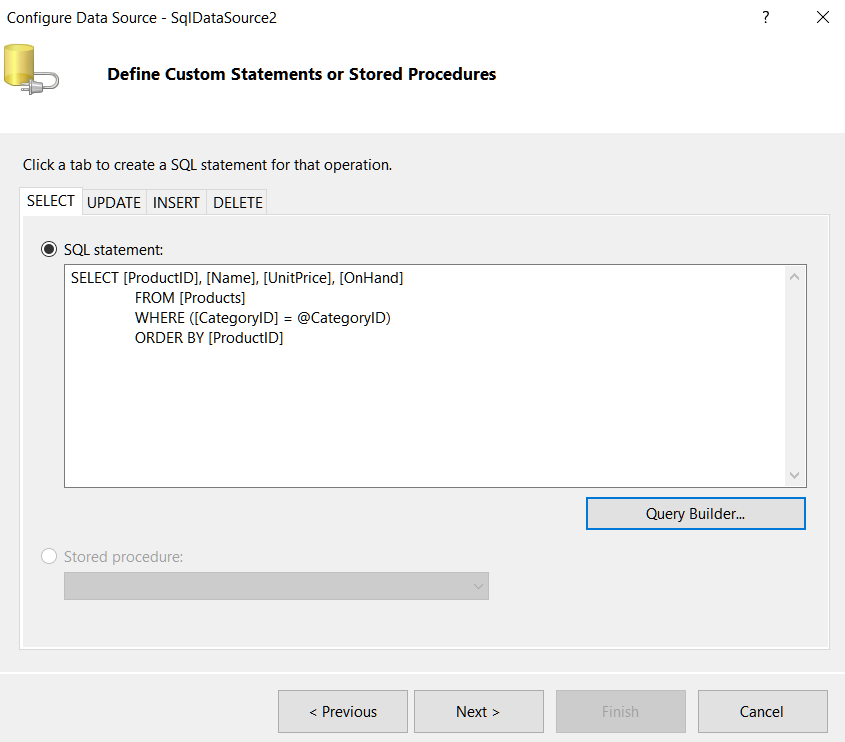 Configure Data Source - SqlDataSource2 ?
Define Custom Statements or Stored Procedures
Click a tab to create a SQL statement for that operation.
SELECT UPDATE INSERT DELETE
SQL statement:
SELECT [ProductID], [Name], [UnitPrice], [OnHand]
FROM [Products]
WHERE ([CategoryID] = @CategoryID)
ORDER BY [ProductID]
Query Builder...
Stored procedure:
< Previous Next > Finish Cancel